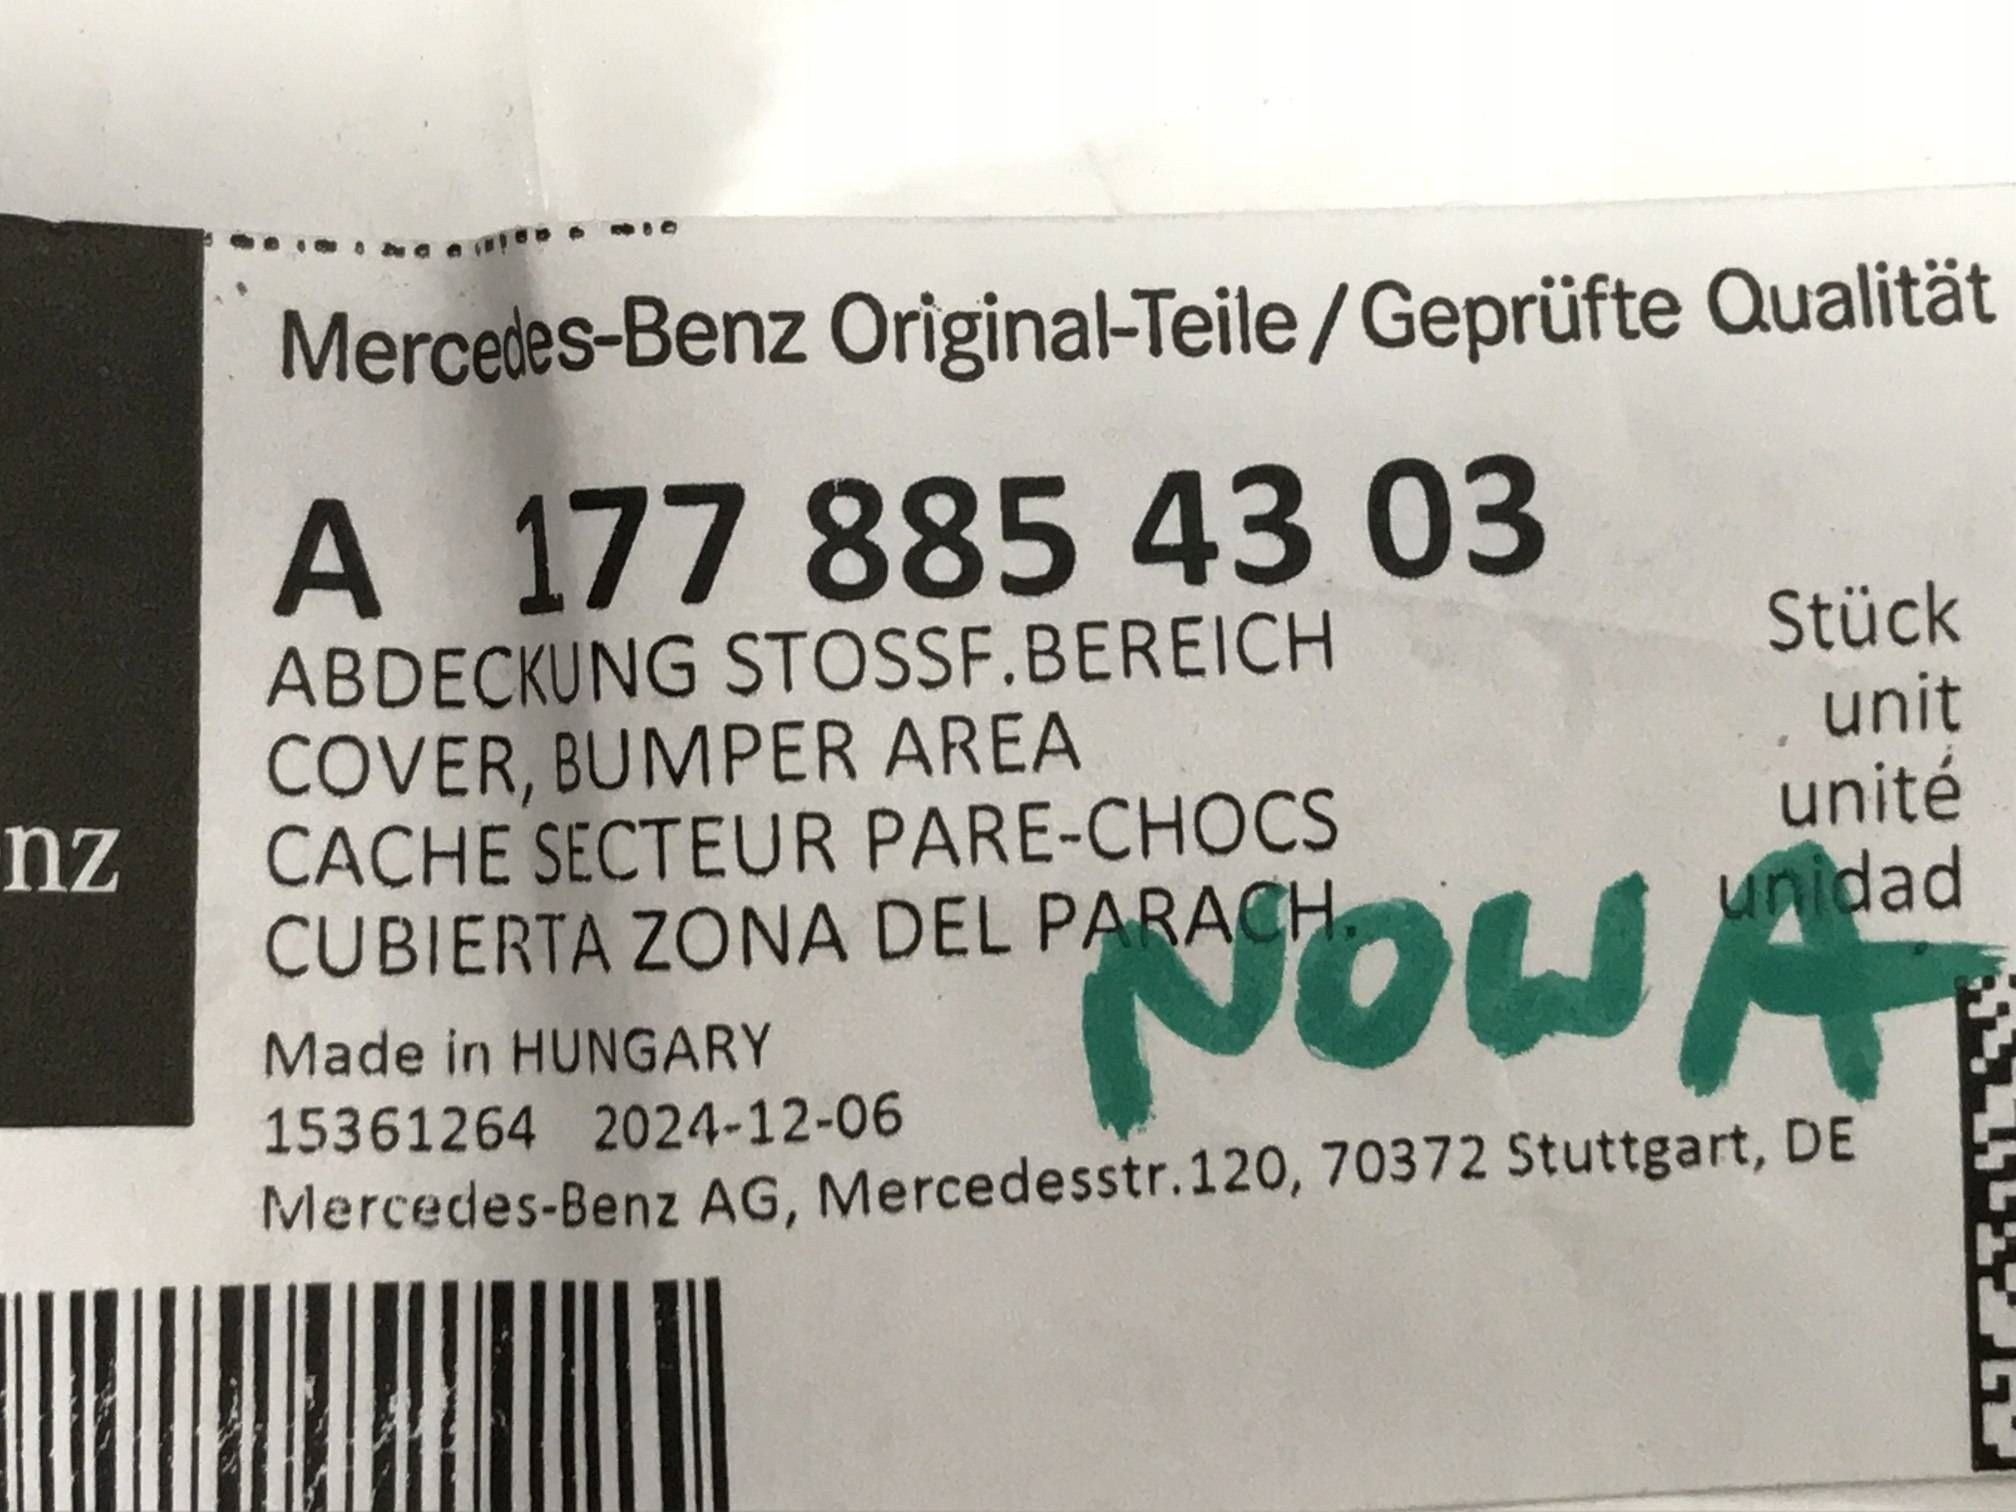 Mercedes-Benz Original-Teile/Geprüfte Qualität
A 177 885 43 03
ABDECKUNG STOSSF.BEREICH
COVER, BUMPER AREA
CACHE SECTEUR PARE-CHOCS
CUBIERTA ZONA DEL PARACH.
Stück
unit
unité
unidad
nz
NOWA
Made in HUNGARY
15361264 2024-12-06
Mercedes-Benz AG, Mercedesstr.120, 70372 Stuttgart, DE